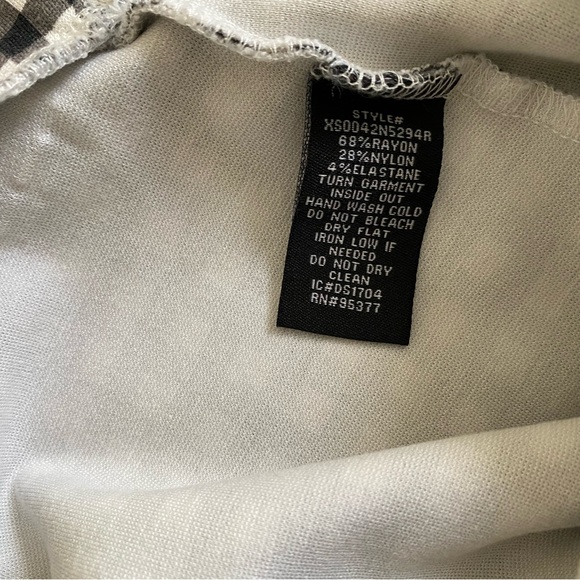 STYLE#
XS0D42N5294R
68%RAYON
28%NYLON
4%ELASTANE
TURN GARMENT
INSIDE OUT
HAND WASH COLD
DO NOT BLEACH
DRY FLAT
IRON LOW IF
NEEDED
DO NOT DRY
CLEAN
IC#DS1704
RN#95377